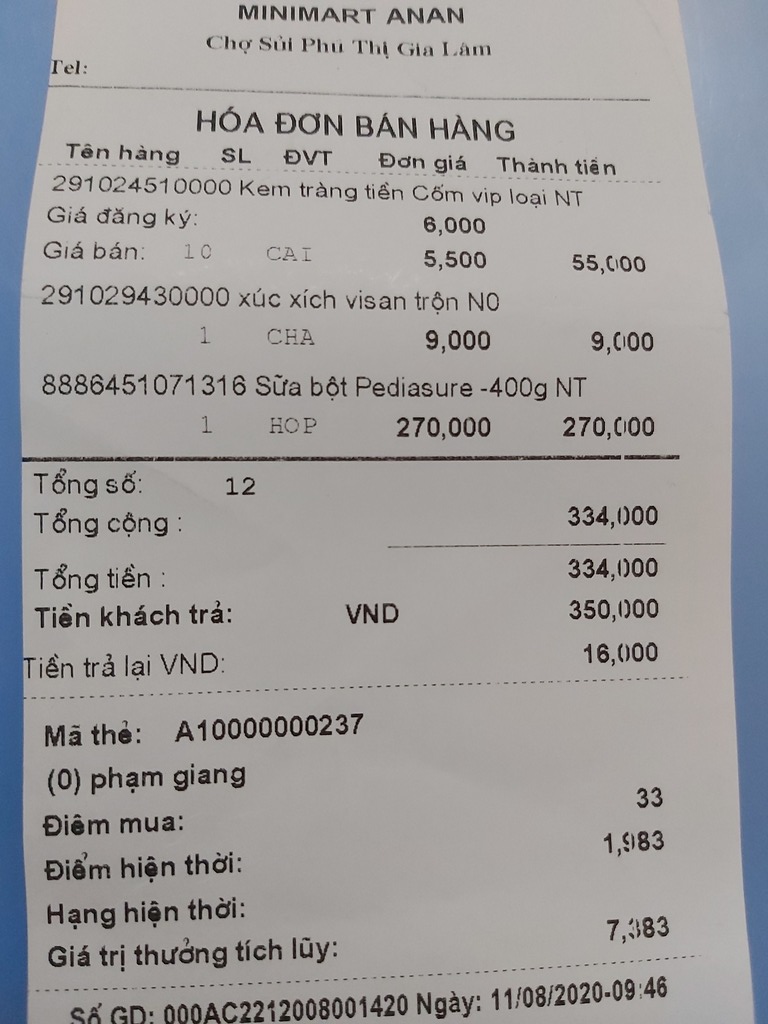 MINIMART ANAN
Chợ Sủi Phú Thị Gia Lâm
Tel:
HÓA ĐƠN BÁN HÀNG
Tên hàng SL ĐVT Đơn giá Thành tiền
291024510000 Kem tràng tiền Cốm vip loại NT
Giá đăng ký: 6,000
Giá bán: 10 CAI 5,500 55,000
291029430000 xúc xích visan trộn N0
1 CHA 9,000 9,000
8886451071316 Sữa bột Pediasure -400g NT
1 HOP 270,000 270,000
Tổng số: 12
Tổng cộng : 334,000
Tổng tiền : 334,000
Tiền khách trả: VND 350,000
Tiền trả lại VND: 16,000
Mã thẻ: A10000000237
(0) phạm giang
Điêm mua: 33
Điểm hiện thời: 1,983
Hạng hiện thời:
Giá trị thưởng tích lũy: 7,383
Số GD: 000AC2212008001420 Ngày: 11/08/2020-09:46